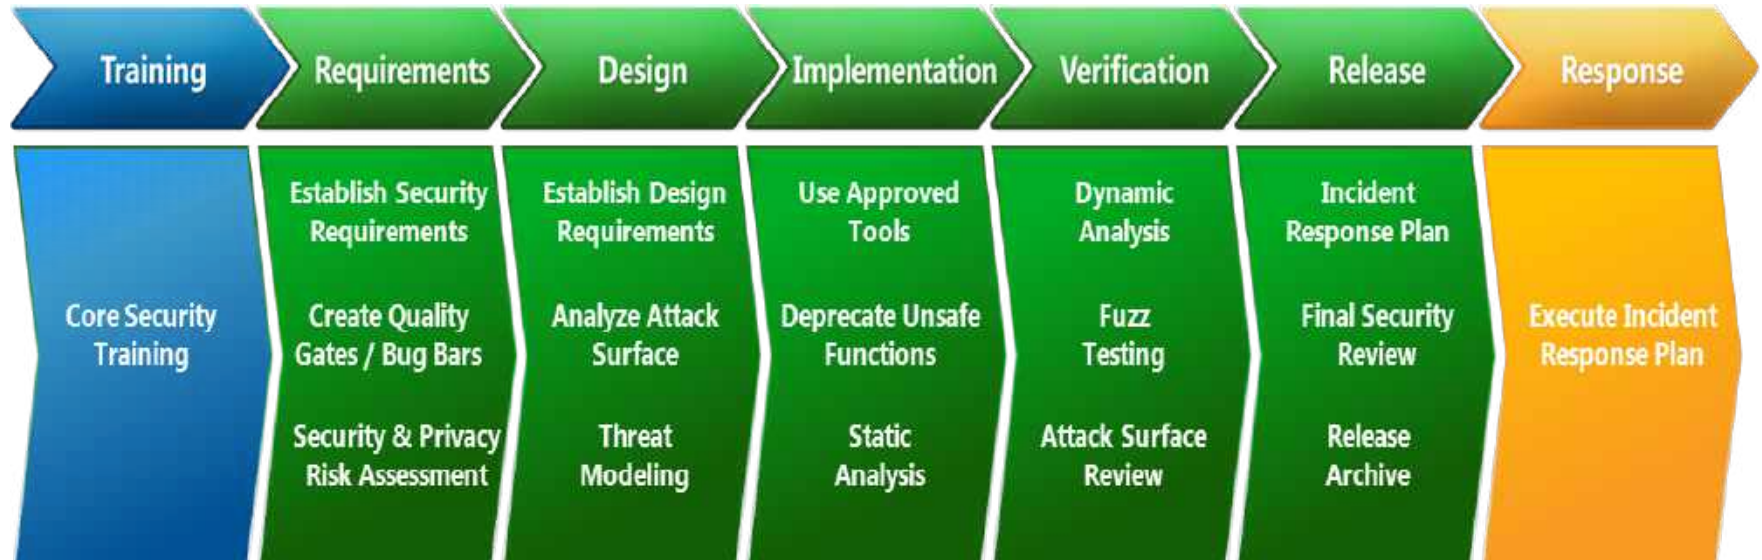 Training
Requirements
Design
Implementation
Verification
Release
Response
Core Security
Training
Establish Security
Requirements
Create Quality
Gates / Bug Bars
Security & Privacy
Risk Assessment
Establish Design
Requirements
Analyze Attack
Surface
Threat
Modeling
Use Approved
Tools
Deprecate Unsafe
Functions
Static
Analysis
Dynamic
Analysis
Fuzz
Testing
Attack Surface
Review
Incident
Response Plan
Final Security
Review
Release
Archive
Execute Incident
Response Plan